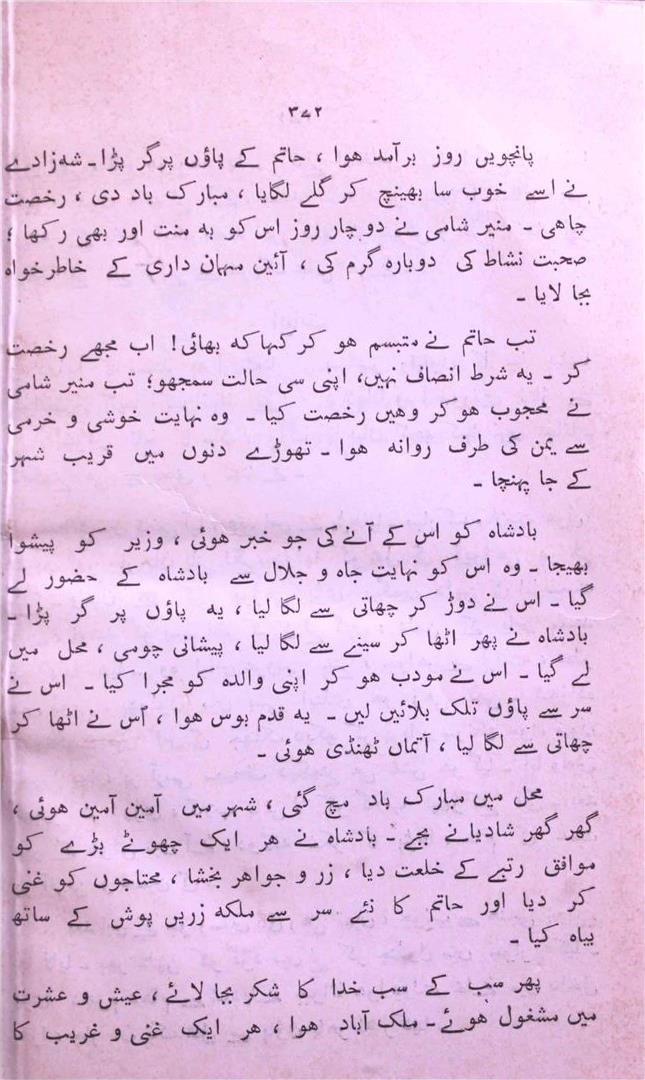 ۳۷۲
پانچویں روز برآمد ہوا ، حاتم کے پاؤں پر گر پڑا ۔ شہ زادے
نے اسے خوب سا بھینچ کر گلے لگایا ، مبارک باد دی ، رخصت
چاہی ۔ منیر شامی نے دو چار روز اس کو بہ منت اور بھی رکھا ؛
صحبت نشاط کی دوبارہ گرم کی ، آئین مہمان داری کے خاطر خواہ
بجا لایا ۔
تب حاتم نے متبسم ہو کر کہا کہ بھائی ! اب مجھے رخصت
کر ۔ یہ شرط انصاف نہیں ، اپنی سی حالت سمجھو ؛ تب منیر شامی
نے محجوب ہو کر وہیں رخصت کیا ۔ وہ نہایت خوشی و خرمی
سے یمن کی طرف روانہ ہوا ۔ تھوڑے دنوں میں قریب شہر
کے جا پہنچا ۔
بادشاہ کو اس کے آنے کی جو خبر ہوئی ، وزیر کو پیشوا
بھیجا ۔ وہ اس کو نہایت جاہ و جلال سے بادشاہ کے حضور لے
گیا ۔ اس نے دوڑ کر چھاتی سے لگا لیا ، یہ پاؤں پر گر پڑا ۔
بادشاہ نے پھر اٹھا کر سینے سے لگا لیا ، پیشانی چومی ، محل میں
لے گیا ۔ اس نے مودب ہو کر اپنی والدہ کو مجرا کیا ۔ اس نے
سر سے پاؤں تلک بلائیں لیں ۔ یہ قدم بوس ہوا ، اُس نے اٹھا کر
چھاتی سے لگا لیا ، آتماں ٹھنڈی ہوئی ۔
محل میں مبارک باد مچ گئی ، شہر میں آمین آمین ہوئی ،
گھر گھر شادیانے بجے ۔ بادشاہ نے ہر ایک چھوٹے بڑے کو
موافق رتبے کے خلعت دیا ، زر و جواہر بخشا ، محتاجوں کو غنی
کر دیا اور حاتم کا نئے سر سے ملکہ زریں پوش کے ساتھ
بیاہ کیا ۔
پھر سب کے سب خدا کا شکر بجا لائے ، عیش و عشرت
میں مشغول ہوئے ۔ ملک آباد ہوا ، ہر ایک غنی و غریب کا